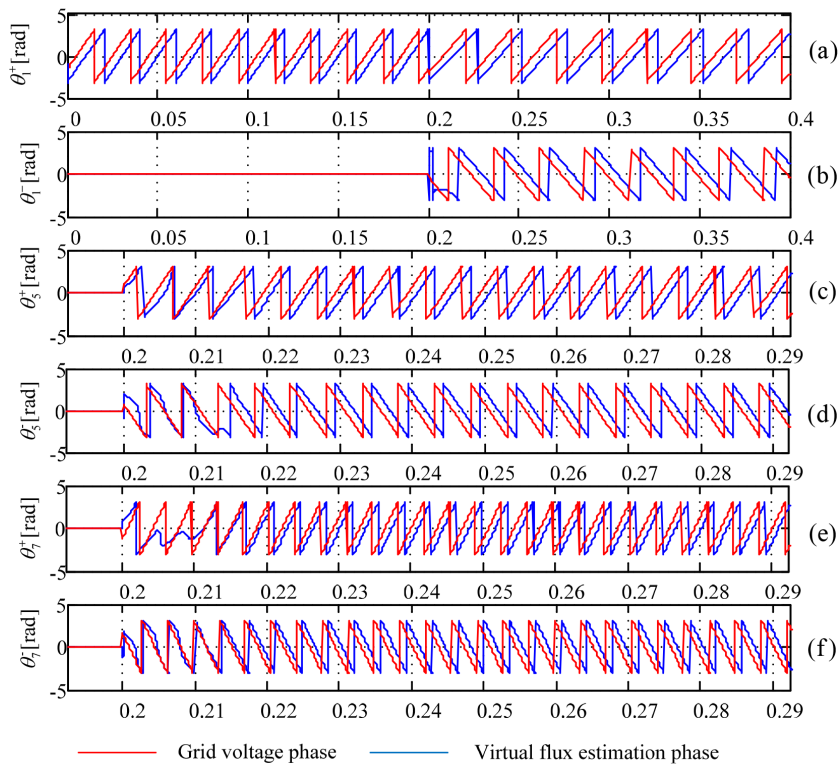 5
0
-5
θ₁⁺[rad]
(a)
0 0.05 0.1 0.15 0.2 0.25 0.3 0.35 0.4
5
0
-5
θ₁⁻[rad]
(b)
0 0.05 0.1 0.15 0.2 0.25 0.3 0.35 0.4
5
0
-5
θ₅⁺[rad]
(c)
0.2 0.21 0.22 0.23 0.24 0.25 0.26 0.27 0.28 0.29
5
0
-5
θ₅⁻[rad]
(d)
0.2 0.21 0.22 0.23 0.24 0.25 0.26 0.27 0.28 0.29
5
0
-5
θ₇⁺[rad]
(e)
0.2 0.21 0.22 0.23 0.24 0.25 0.26 0.27 0.28 0.29
5
0
-5
θ₇⁻[rad]
(f)
0.2 0.21 0.22 0.23 0.24 0.25 0.26 0.27 0.28 0.29
Grid voltage phase Virtual flux estimation phase